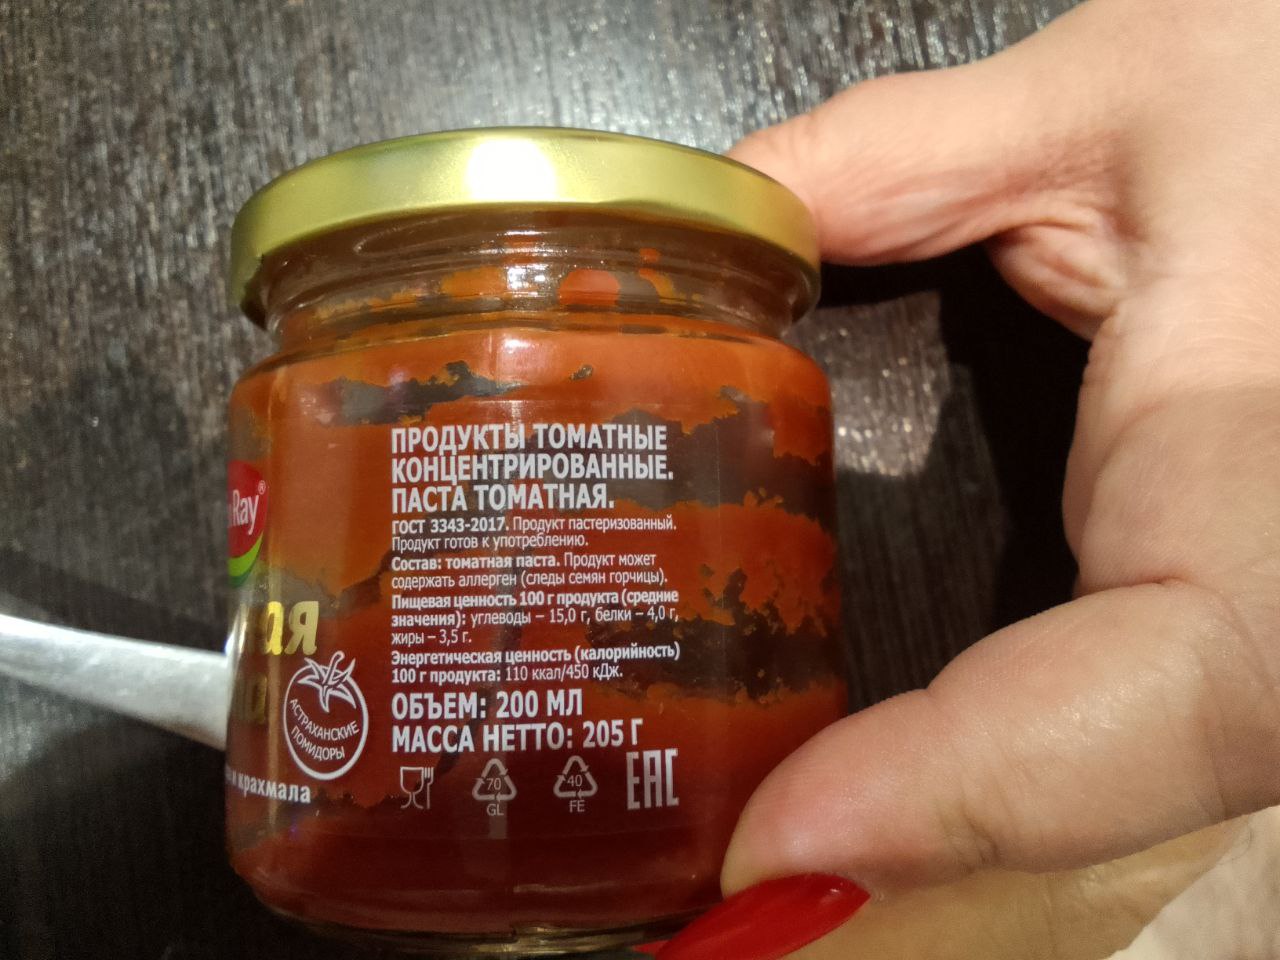 ПРОДУКТЫ ТОМАТНЫЕ
КОНЦЕНТРИРОВАННЫЕ.
ПАСТА ТОМАТНАЯ.
ГОСТ 3343-2017. Продукт пастеризованный.
Продукт готов к употреблению.
Состав: томатная паста. Продукт может
содержать аллерген (следы семян горчицы).
Пищевая ценность 100 г продукта (средние
значения): углеводы – 15,0 г, белки – 4,0 г,
жиры – 3,5 г.
Энергетическая ценность (калорийность)
100 г продукта: 110 ккал/450 кДж.
ОБЪЕМ: 200 МЛ
МАССА НЕТТО: 205 Г
70
GL
40
FE
EAC
Ray®
АСТРАХАНСКИЕ
ПОМИДОРЫ
и крахмала